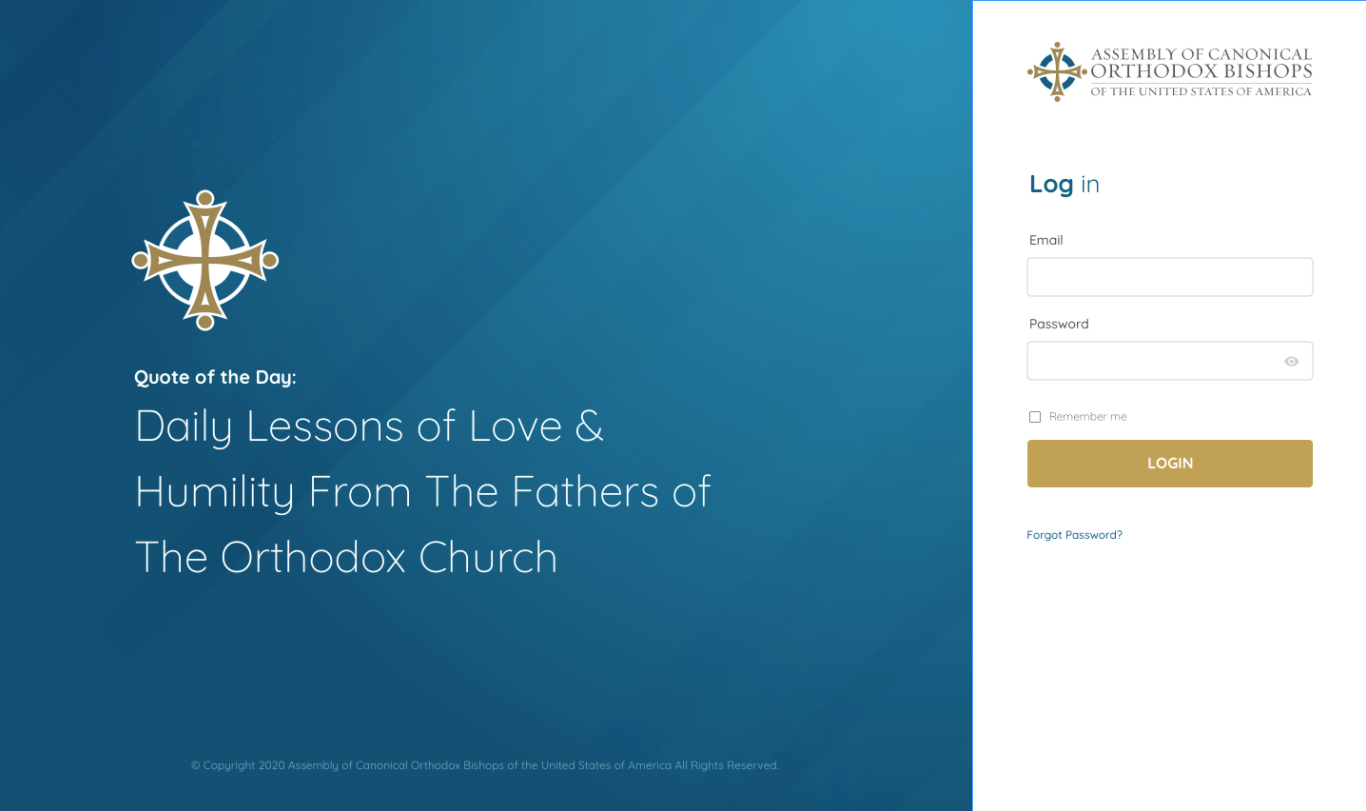 Quote of the Day:
Daily Lessons of Love &
Humility From The Fathers of
The Orthodox Church
© Copyright 2020 Assembly of Canonical Orthodox Bishops of the United States of America All Rights Reserved.
ASSEMBLY OF CANONICAL
ORTHODOX BISHOPS
OF THE UNITED STATES OF AMERICA
Log in
Email
Password
Remember me
LOGIN
Forgot Password?